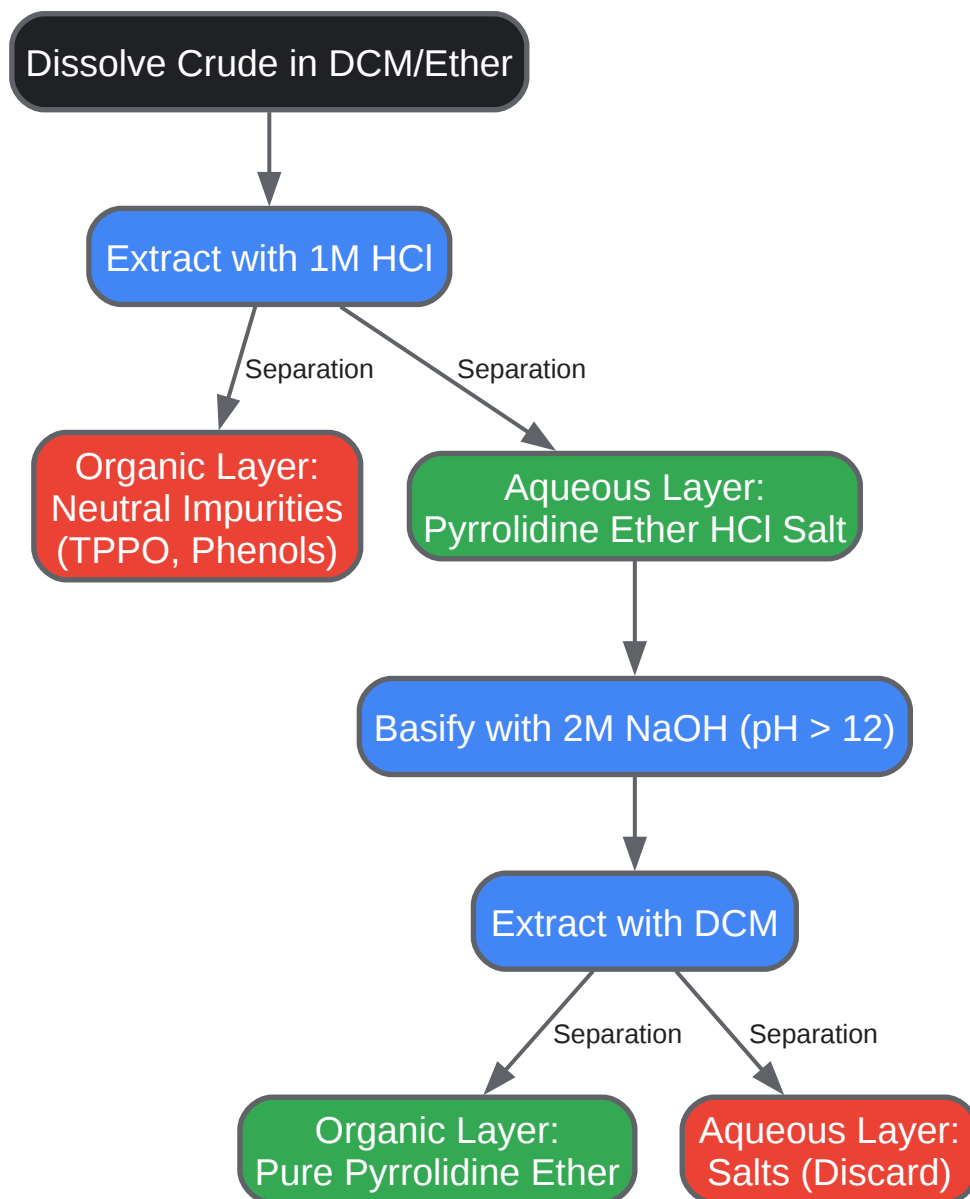 Dissolve Crude in DCM/Ether
Extract with 1M HCl
Separation
Separation
Organic Layer:
Neutral Impurities
(TPPO, Phenols)
Aqueous Layer:
Pyrrolidine Ether HCl Salt
Basify with 2M NaOH (pH > 12)
Extract with DCM
Separation
Separation
Organic Layer:
Pure Pyrrolidine Ether
Aqueous Layer:
Salts (Discard)